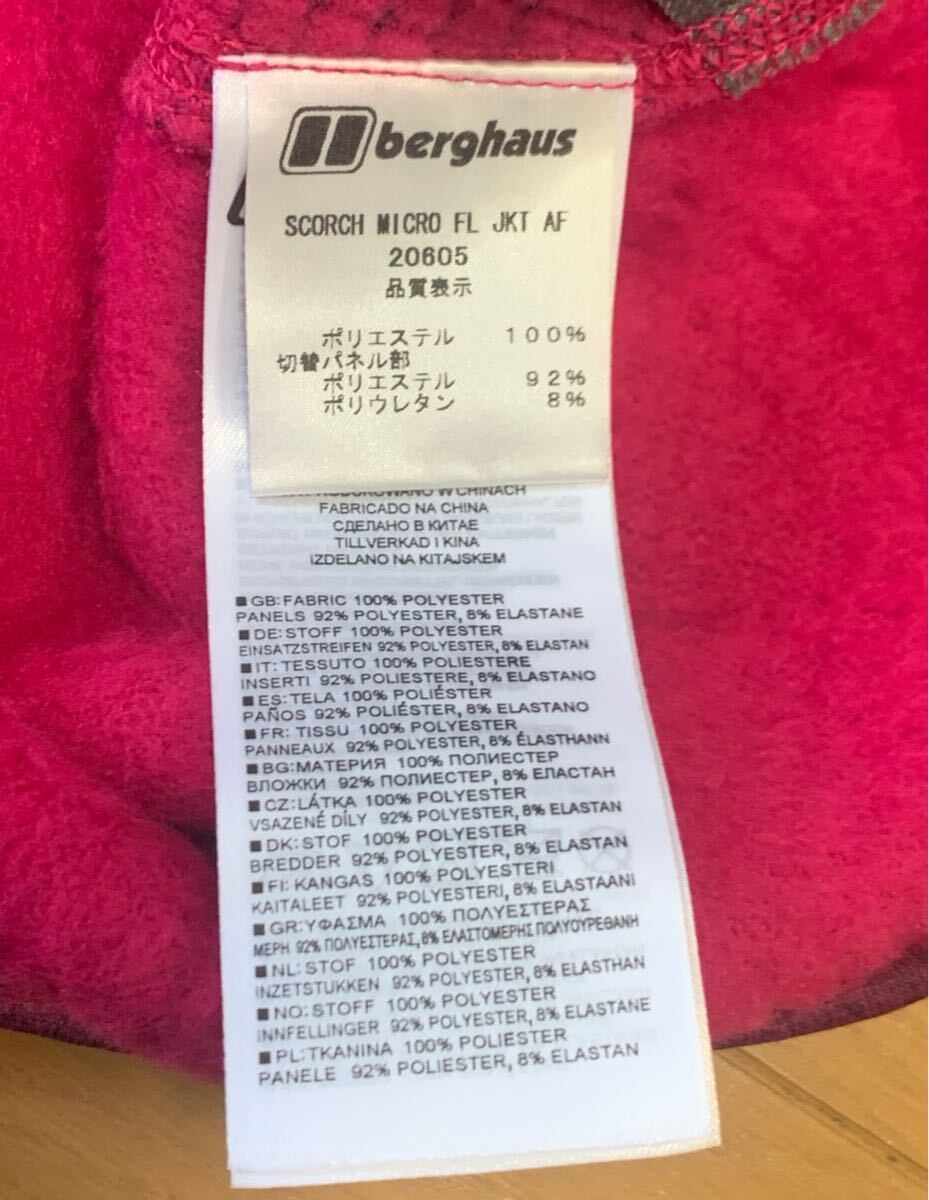 berghaus
SCORCH MICRO FL JKT AF
20605
品質表示
ポリエステル 100%
切替パネル部
ポリエステル 92%
ポリウレタン 8%
W CHINACH
FABRICADO NA CHINA
СДЕЛАНО В КИТАЕ
TILLVERKAD I KINA
IZDELANO NA KITAJSKEM
■ GB: FABRIC 100% POLYESTER
PANELS 92% POLYESTER, 8% ELASTANE
■ DE: STOFF 100% POLYESTER
EINSATZSTREIFEN 92% POLYESTER, 8% ELASTAN
■ IT: TESSUTO 100% POLIESTERE
INSERTI 92% POLIESTERE, 8% ELASTANO
■ ES: TELA 100% POLIÉSTER
PAÑOS 92% POLIÉSTER, 8% ELASTANO
■ FR: TISSU 100% POLYESTER
PANNEAUX 92% POLYESTER, 8% ÉLASTHANN
■ BG: МАТЕРИЯ 100% ПОЛИЕСТЕР
ВЛОЖКИ 92% ПОЛИЕСТЕР, 8% ЕЛАСТАН
■ CZ: LÁTKA 100% POLYESTER
VSAZENÉ DÍLY 92% POLYESTER, 8% ELASTAN
■ DK: STOF 100% POLYESTER
BREDDER 92% POLYESTER, 8% ELASTAN
■ FI: KANGAS 100% POLYESTERI
KAITALEET 92% POLYESTERI, 8% ELASTAANI
■ GR: ΥΦΑΣΜΑ 100% ΠΟΛΥΕΣΤΕΡΑΣ
ΜΕΡΗ 92% ΠΟΛΥΕΣΤΕΡΑΣ, 8% ΕΛΑΣΤΟΜΕΡΗΣ ΠΟΛΥΟΥΡΕΘΑΝΗ
■ NL: STOF 100% POLYESTER
INZETSTUKKEN 92% POLYESTER, 8% ELASTHAN
■ NO: STOFF 100% POLYESTER
INNFELLINGER 92% POLYESTER, 8% ELASTANE
■ PL: TKANINA 100% POLIESTER
PANELE 92% POLIESTER, 8% ELASTAN